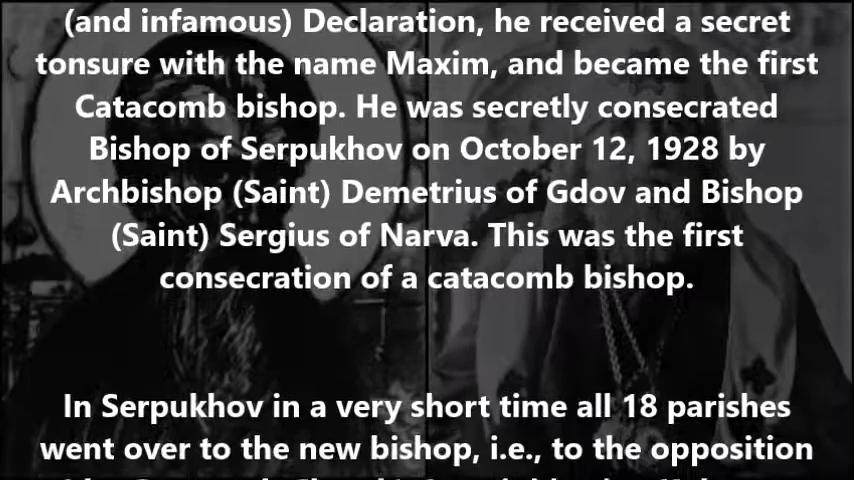 (and infamous) Declaration, he received a secret
tonsure with the name Maxim, and became the first
Catacomb bishop. He was secretly consecrated
Bishop of Serpukhov on October 12, 1928 by
Archbishop (Saint) Demetrius of Gdov and Bishop
(Saint) Sergius of Narva. This was the first
consecration of a catacomb bishop.
In Serpukhov in a very short time all 18 parishes
went over to the new bishop, i.e., to the opposition